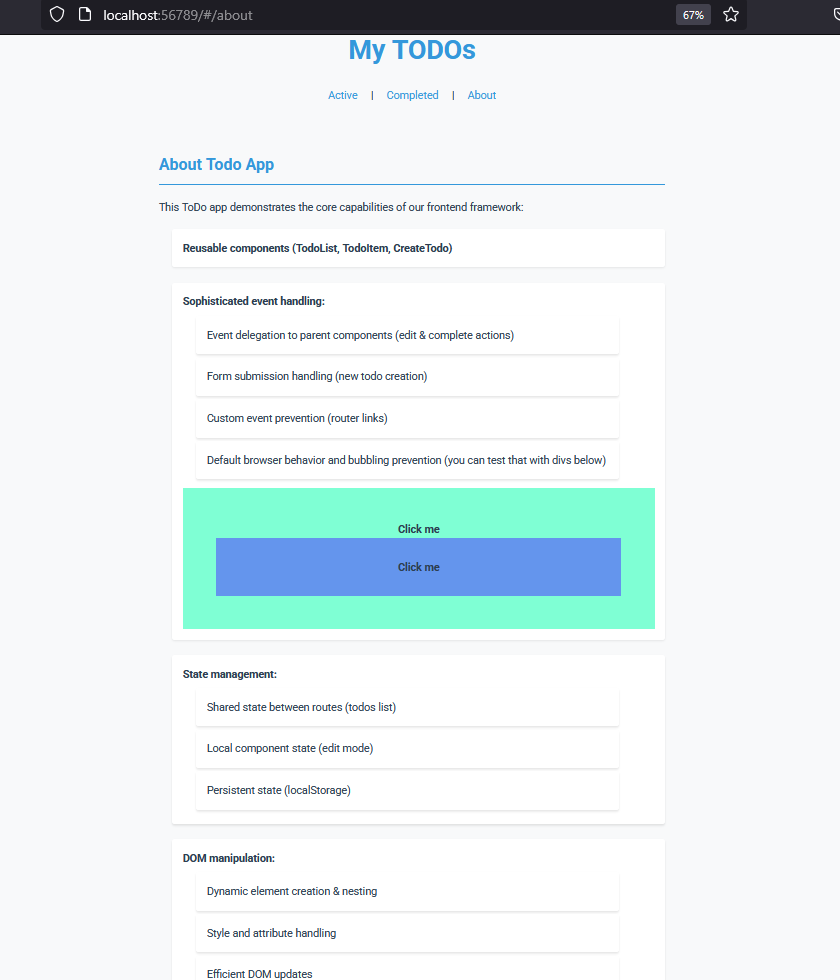 localhost:56789/#/about
67%
My TODOs
Active | Completed | About
About Todo App
This ToDo app demonstrates the core capabilities of our frontend framework:
Reusable components (TodoList, TodoItem, CreateTodo)
Sophisticated event handling:
Event delegation to parent components (edit & complete actions)
Form submission handling (new todo creation)
Custom event prevention (router links)
Default browser behavior and bubbling prevention (you can test that with divs below)
Click me
Click me
State management:
Shared state between routes (todos list)
Local component state (edit mode)
Persistent state (localStorage)
DOM manipulation:
Dynamic element creation & nesting
Style and attribute handling
Efficient DOM updates